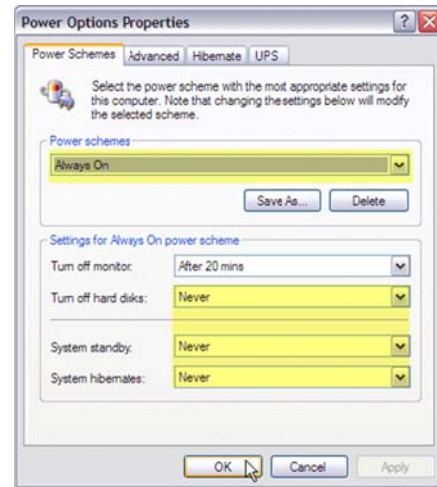 Power Options Properties
Power Schemes Advanced Hibernate UPS
Select the power scheme with the most appropriate settings for
this computer. Note that changing the settings below will modify
the selected scheme.
Power schemes
Always On
Save As... Delete
Settings for Always On power scheme
Turn off monitor: After 20 mins
Turn off hard disks: Never
System standby: Never
System hibernates: Never
OK Cancel Apply